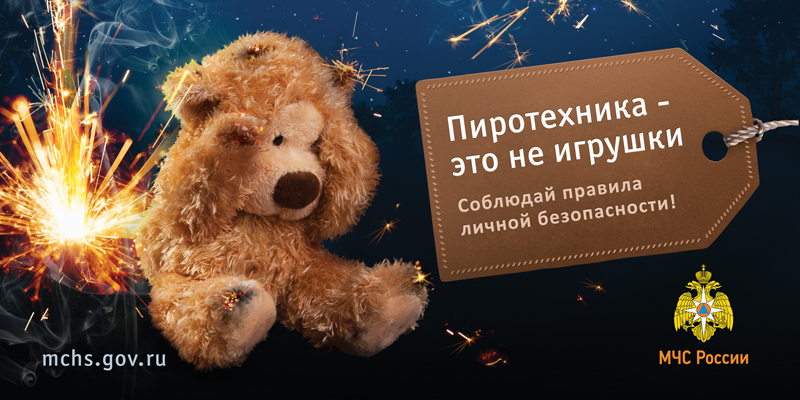 Пиротехника -
это не игрушки
Соблюдай правила
личной безопасности!
mchs.gov.ru
МЧС России